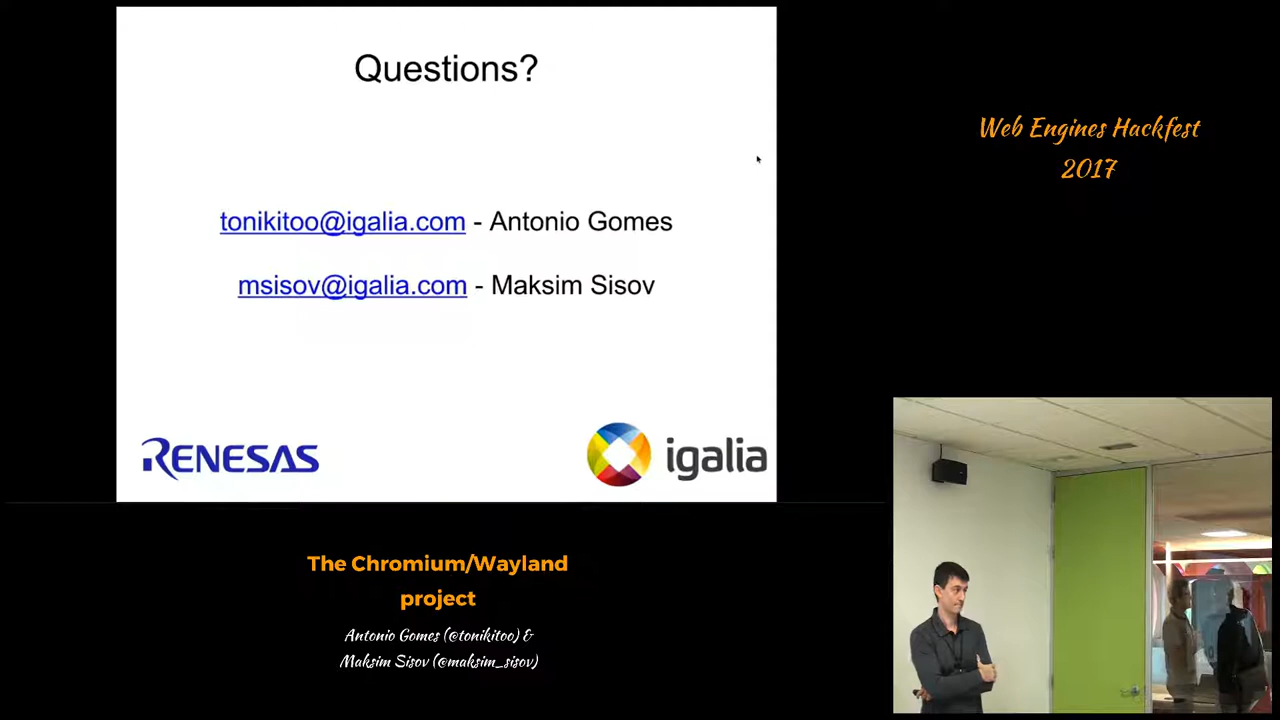 Questions?
tonikitoo@igalia.com - Antonio Gomes
msisov@igalia.com - Maksim Sisov
RENESAS
igalia
Web Engines Hackfest
2017
The Chromium/Wayland
project
Antonio Gomes (@tonikitoo) &
Maksim Sisov (@maksim_sisov)